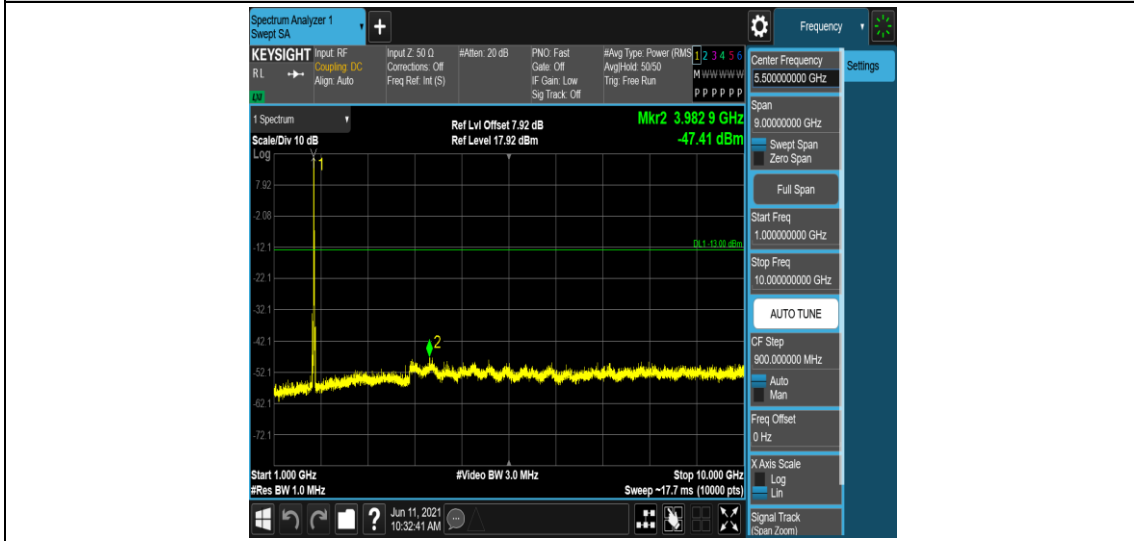 Spectrum Analyzer 1
Swept SA
Frequency
KEYSIGHT
RL
Input: RF
Coupling: DC
Align: Auto
Input Z: 50 Ω
Corrections: Off
Freq Ref: Int (S)
#Atten: 20 dB
PNO: Fast
Gate: Off
IF Gain: Low
Sig Track: Off
#Avg Type: Power (RMS
Avg|Hold: 50/50
Trig: Free Run
1 2 3 4 5 6
M W W W W W
P P P P P P
1 Spectrum
Scale/Div 10 dB
Log
Ref Lvl Offset 7.92 dB
Ref Level 17.92 dBm
Mkr2 3.982 9 GHz
-47.41 dBm
1
7.92
-2.08
-12.1
DL1 -13.00 dBm
-22.1
-32.1
-42.1
2
-52.1
-62.1
-72.1
Start 1.000 GHz
#Res BW 1.0 MHz
#Video BW 3.0 MHz
Stop 10.000 GHz
Sweep ~17.7 ms (10000 pts)
Jun 11, 2021
10:32:41 AM
Center Frequency
5.500000000 GHz
Settings
Span
9.00000000 GHz
Swept Span
Zero Span
Full Span
Start Freq
1.000000000 GHz
Stop Freq
10.000000000 GHz
AUTO TUNE
CF Step
900.000000 MHz
Auto
Man
Freq Offset
0 Hz
X Axis Scale
Log
Lin
Signal Track
(Span Zoom)